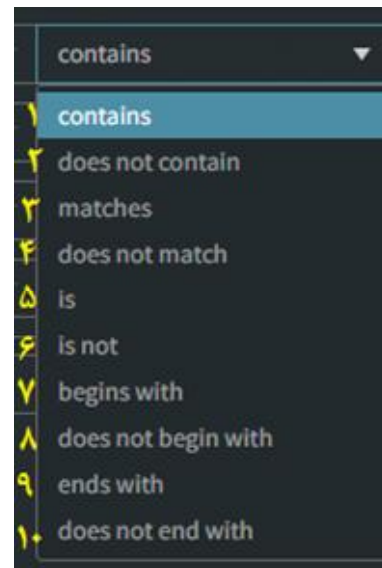 contains
۱ contains
۲ does not contain
۳ matches
۴ does not match
۵ is
۶ is not
۷ begins with
۸ does not begin with
۹ ends with
۱۰ does not end with